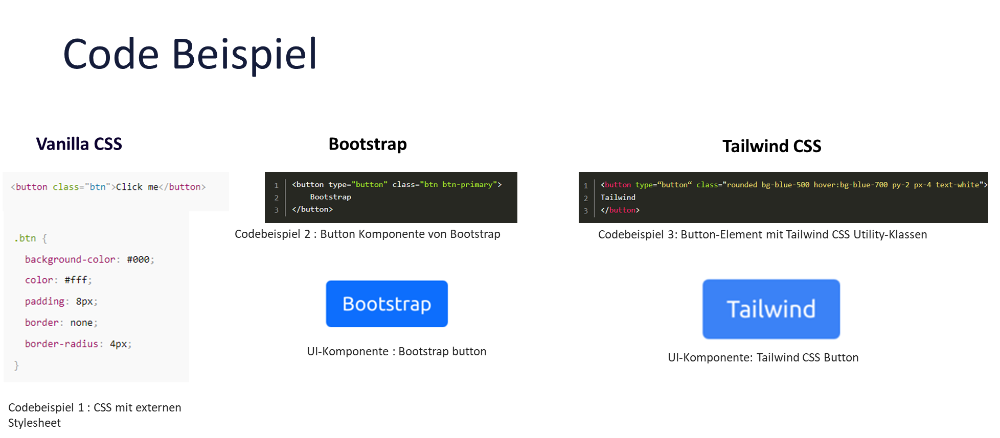 Code Beispiel
Vanilla CSS
<button class="btn">Click me</button>
.btn {
background-color: #000;
color: #fff;
padding: 8px;
border: none;
border-radius: 4px;
}
Codebeispiel 1 : CSS mit externen
Stylesheet
Bootstrap
1 <button type="button" class="btn btn-primary">
2 Bootstrap
3 </button>
Codebeispiel 2 : Button Komponente von Bootstrap
Bootstrap
UI-Komponente : Bootstrap button
Tailwind CSS
1 <button type=“button“ class="rounded bg-blue-500 hover:bg-blue-700 py-2 px-4 text-white">
2 Tailwind
3 </button>
Codebeispiel 3: Button-Element mit Tailwind CSS Utility-Klassen
Tailwind
UI-Komponente: Tailwind CSS Button